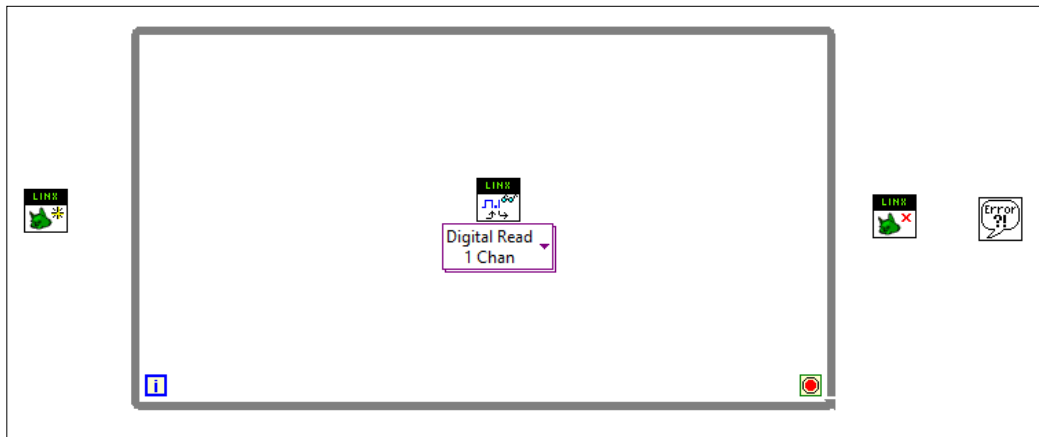 LINX
LINX
Digital Read
1 Chan
i
LINX
Error
?!